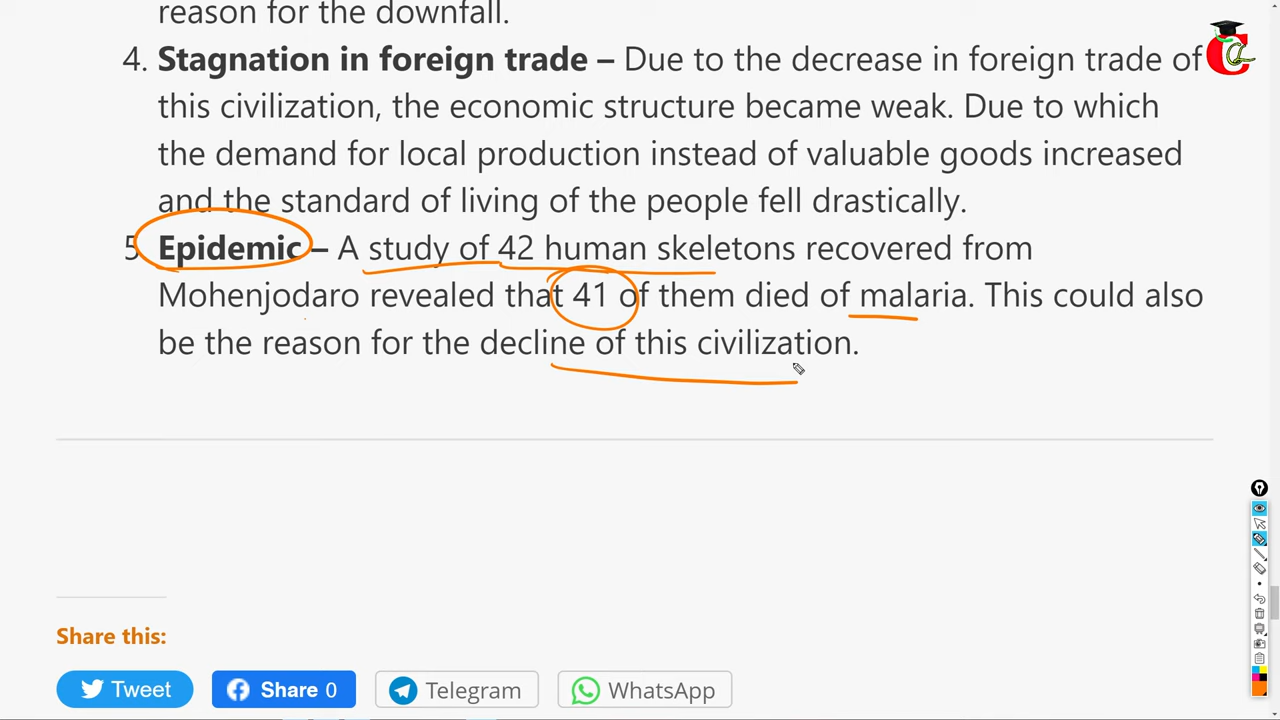 reason for the downfall.
4. Stagnation in foreign trade – Due to the decrease in foreign trade of
this civilization, the economic structure became weak. Due to which
the demand for local production instead of valuable goods increased
and the standard of living of the people fell drastically.
5 Epidemic – A study of 42 human skeletons recovered from
Mohenjodaro revealed that 41 of them died of malaria. This could also
be the reason for the decline of this civilization.
Share this:
Tweet Share 0 Telegram WhatsApp